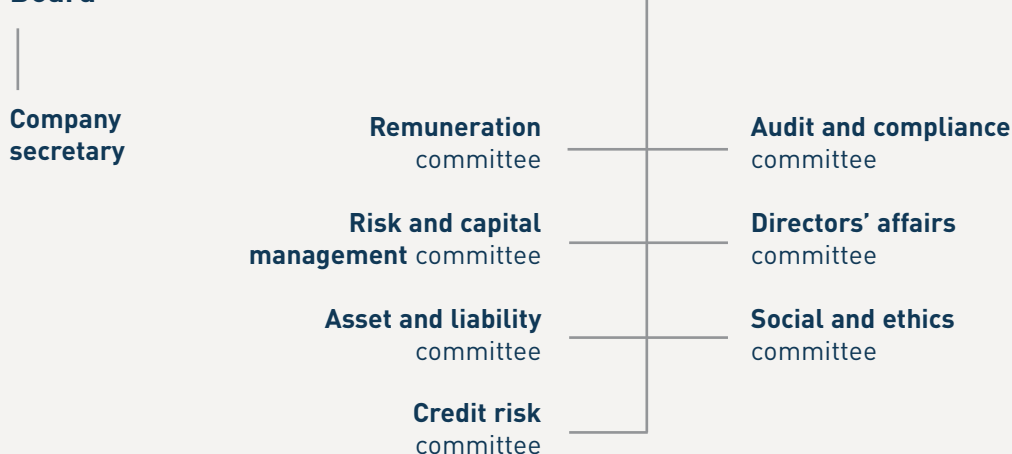 Board
Company
secretary
Remuneration
committee
Audit and compliance
committee
Risk and capital
management committee
Directors’ affairs
committee
Asset and liability
committee
Social and ethics
committee
Credit risk
committee